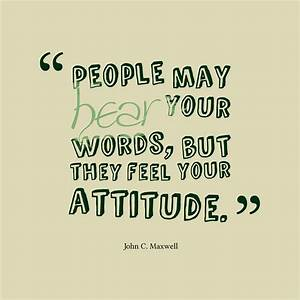 “ PEOPLE MAY
hear YOUR
WORDS, BUT
THEY FEEL YOUR
ATTITUDE. ”
John C. Maxwell